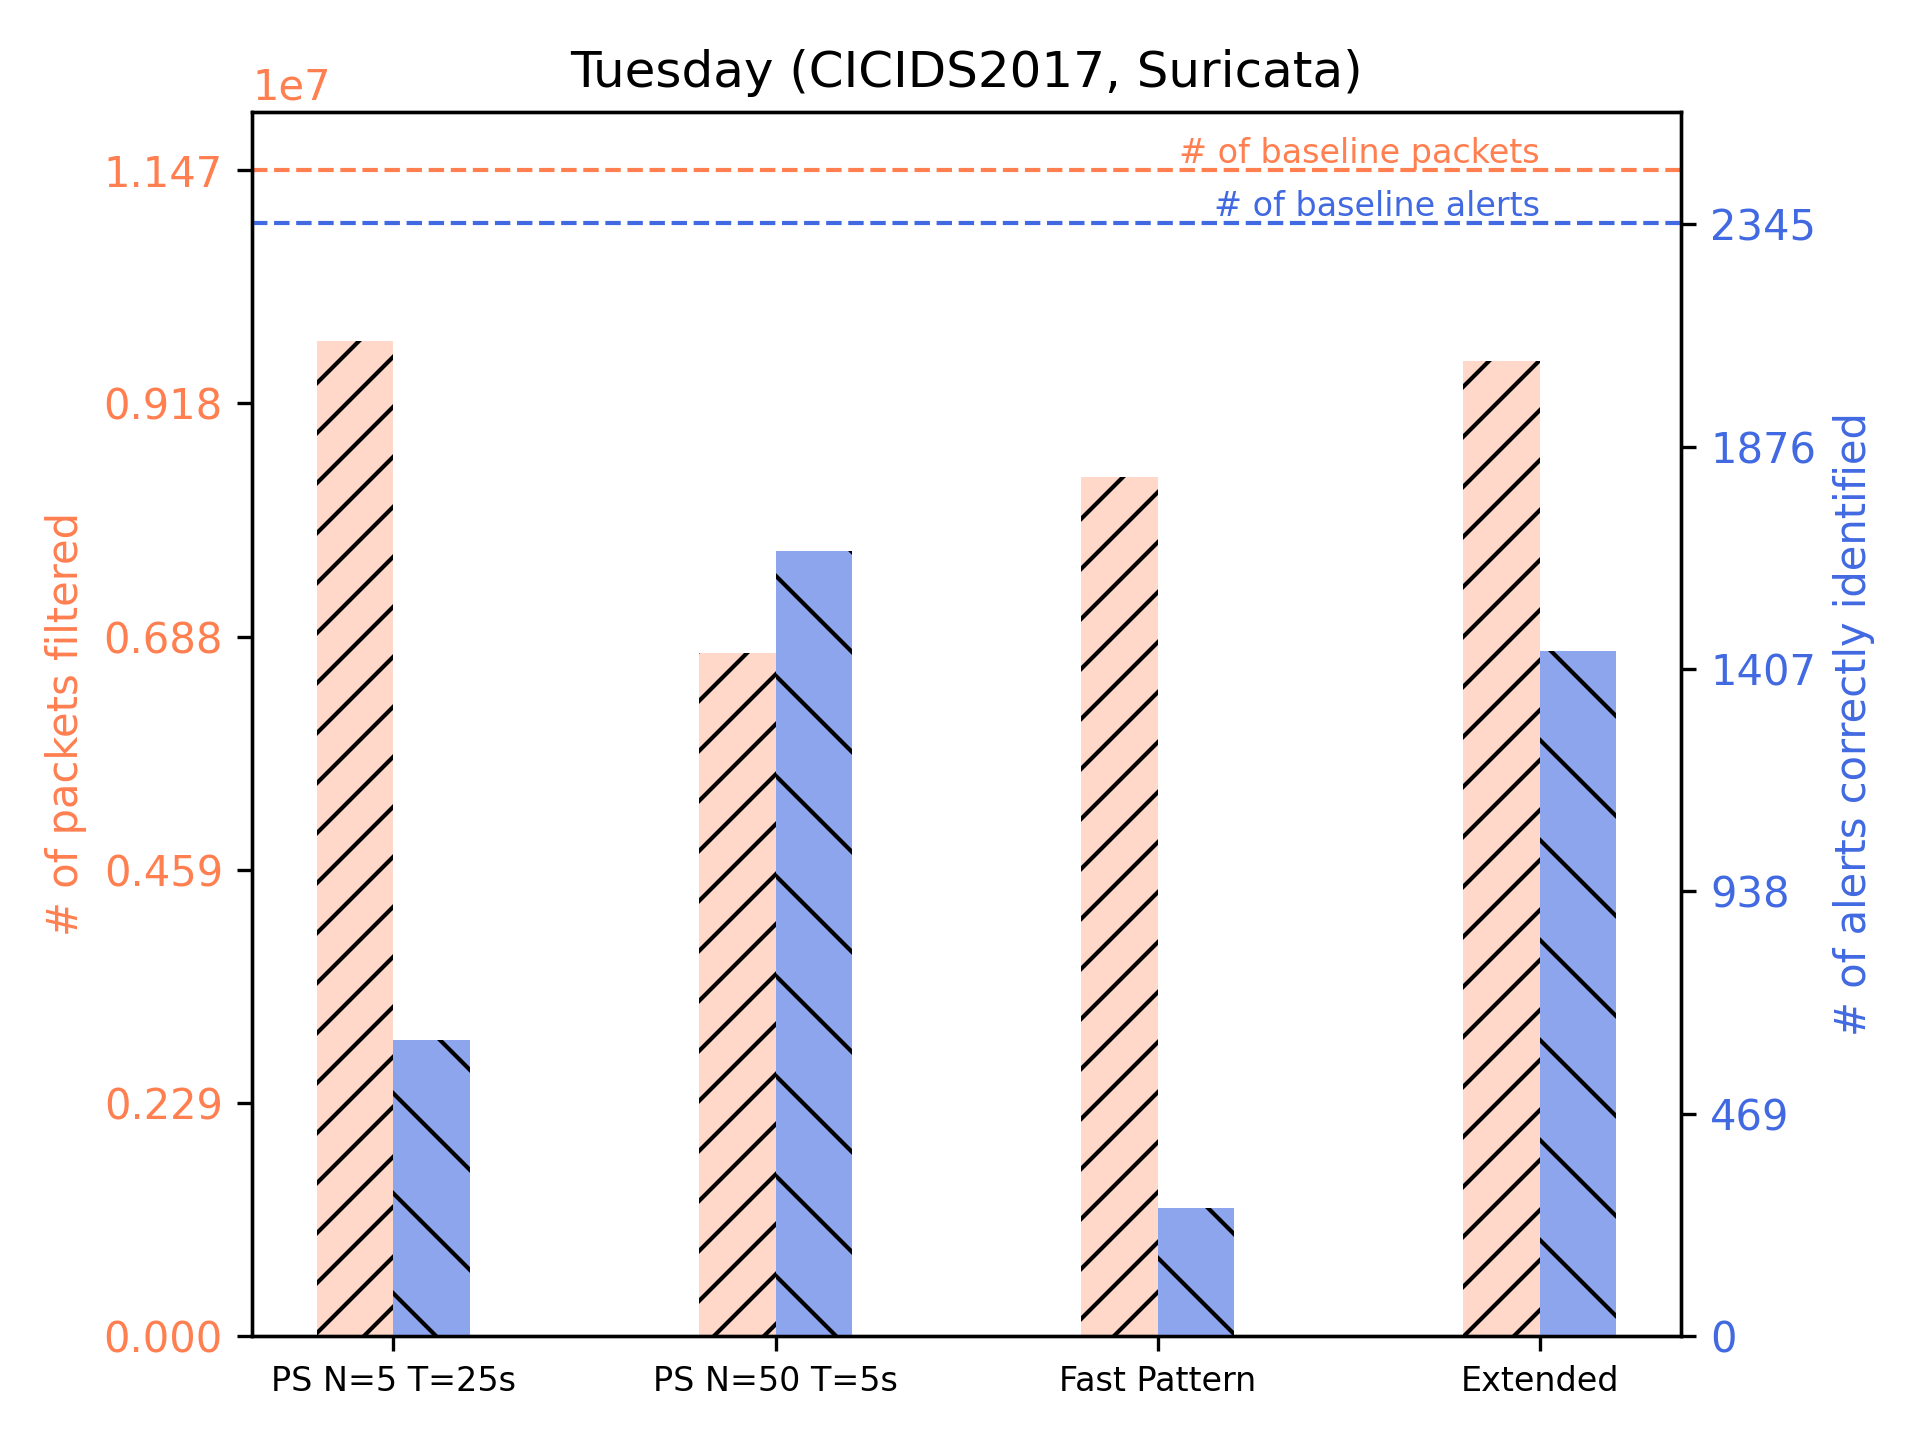 Tuesday (CICIDS2017, Suricata)
1e7
# of baseline packets
# of baseline alerts
1.147
0.918
0.688
0.459
0.229
0.000
# of packets filtered
2345
1876
1407
938
469
0
# of alerts correctly identified
PS N=5 T=25s
PS N=50 T=5s
Fast Pattern
Extended